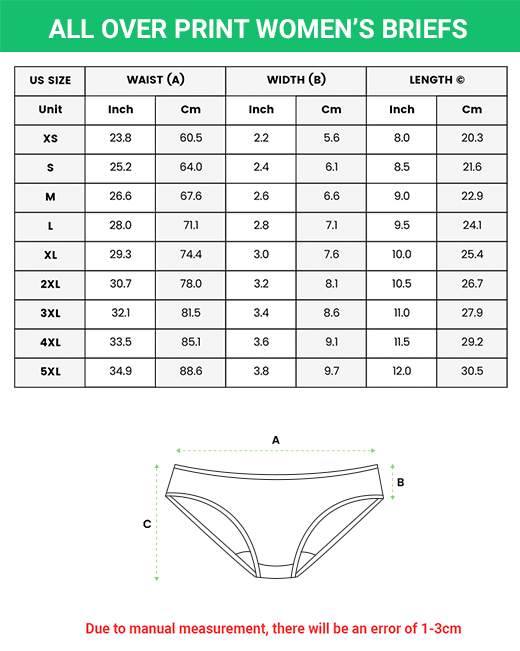 ALL OVER PRINT WOMEN’S BRIEFS
US SIZE WAIST (A) WIDTH (B) LENGTH ©
Unit Inch Cm Inch Cm Inch Cm
XS 23.8 60.5 2.2 5.6 8.0 20.3
S 25.2 64.0 2.4 6.1 8.5 21.6
M 26.6 67.6 2.6 6.6 9.0 22.9
L 28.0 71.1 2.8 7.1 9.5 24.1
XL 29.3 74.4 3.0 7.6 10.0 25.4
2XL 30.7 78.0 3.2 8.1 10.5 26.7
3XL 32.1 81.5 3.4 8.6 11.0 27.9
4XL 33.5 85.1 3.6 9.1 11.5 29.2
5XL 34.9 88.6 3.8 9.7 12.0 30.5
A
B
C
Due to manual measurement, there will be an error of 1-3cm